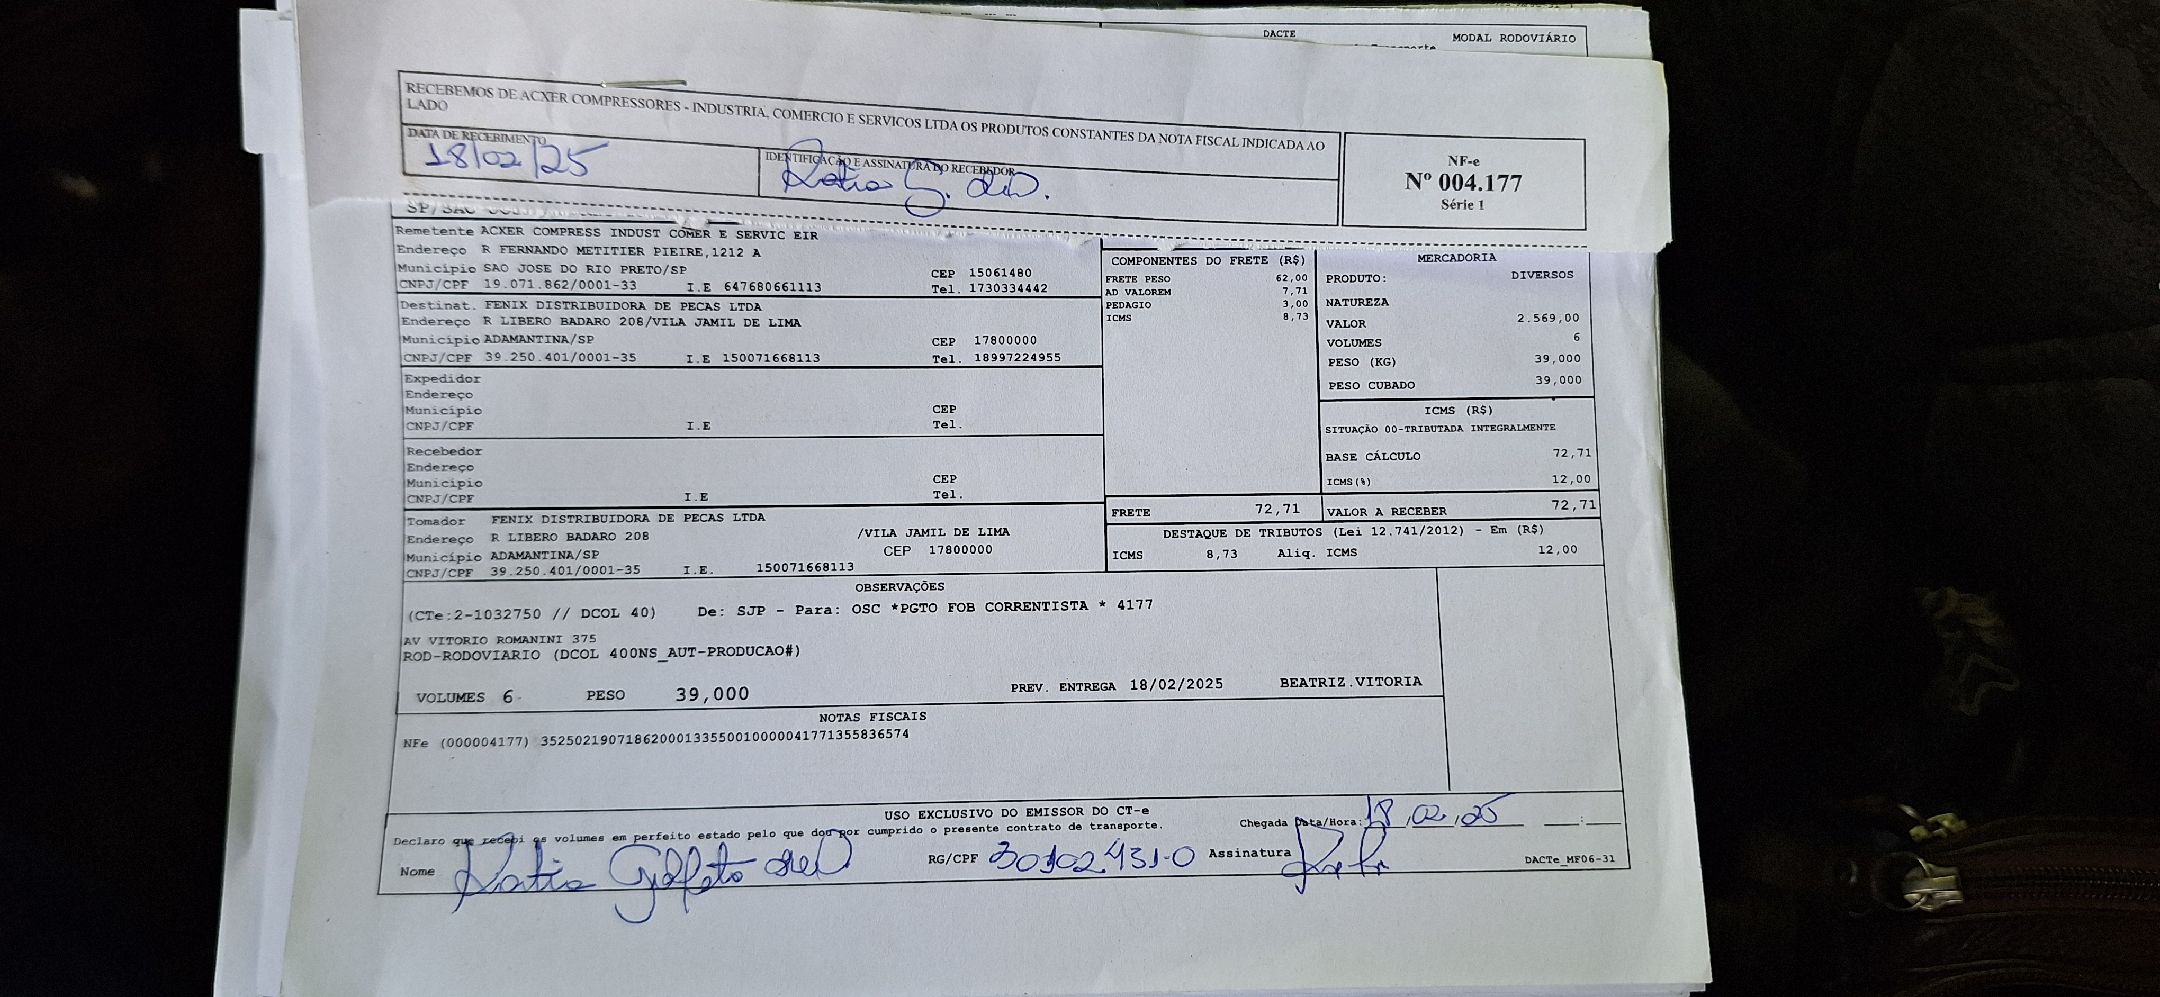 DACTE
MODAL RODOVIÁRIO
RECEBEMOS DE ACXER COMPRESSORES - INDUSTRIA, COMERCIO E SERVICOS LTDA OS PRODUTOS CONSTANTES DA NOTA FISCAL INDICADA AO
LADO
DATA DE RECEBIMENTO
18/02/25
IDENTIFICAÇÃO E ASSINATURA DO RECEBEDOR
Katia G.
NF-e
Nº 004.177
Série 1
Remetente ACXER COMPRESS INDUST COMER E SERVIC EIR
Endereço R FERNANDO METITIER PIEIRE,1212 A
Município SAO JOSE DO RIO PRETO/SP CEP 15061480
CNPJ/CPF 19.071.862/0001-33 I.E 647680661113 Tel. 1730334442
Destinat. FENIX DISTRIBUIDORA DE PECAS LTDA
Endereço R LIBERO BADARO 208/VILA JAMIL DE LIMA
Município ADAMANTINA/SP CEP 17800000
CNPJ/CPF 39.250.401/0001-35 I.E 150071668113 Tel. 18997224955
Expedidor
Endereço
Município CEP
CNPJ/CPF I.E Tel.
Recebedor
Endereço
Município CEP
CNPJ/CPF I.E Tel.
Tomador FENIX DISTRIBUIDORA DE PECAS LTDA
Endereço R LIBERO BADARO 208 /VILA JAMIL DE LIMA
Município ADAMANTINA/SP CEP 17800000
CNPJ/CPF 39.250.401/0001-35 I.E. 150071668113
COMPONENTES DO FRETE (R$)
FRETE PESO 62,00
AD VALOREM 7,71
PEDAGIO 3,00
ICMS 8,73
MERCADORIA
PRODUTO: DIVERSOS
NATUREZA
VALOR 2.569,00
VOLUMES 6
PESO (KG) 39,000
PESO CUBADO 39,000
ICMS (R$)
SITUAÇÃO 00-TRIBUTADA INTEGRALMENTE
BASE CÁLCULO 72,71
ICMS(%) 12,00
FRETE 72,71 VALOR A RECEBER 72,71
DESTAQUE DE TRIBUTOS (Lei 12.741/2012) - Em (R$)
ICMS 8,73 Aliq. ICMS 12,00
OBSERVAÇÕES
(CTe:2-1032750 // DCOL 40) De: SJP - Para: OSC *PGTO FOB CORRENTISTA * 4177
AV VITORIO ROMANINI 375
ROD-RODOVIARIO (DCOL 400NS_AUT-PRODUCAO#)
VOLUMES 6 PESO 39,000 PREV. ENTREGA 18/02/2025 BEATRIZ.VITORIA
NOTAS FISCAIS
NFe (000004177) 35250219071862000133550010000041771355836574
USO EXCLUSIVO DO EMISSOR DO CT-e
Declaro que recebi os volumes em perfeito estado pelo que dou por cumprido o presente contrato de transporte. Chegada Data/Hora: 18,02,25
Nome Katia RG/CPF 30102431-0 Assinatura
DACTe_MF06-31